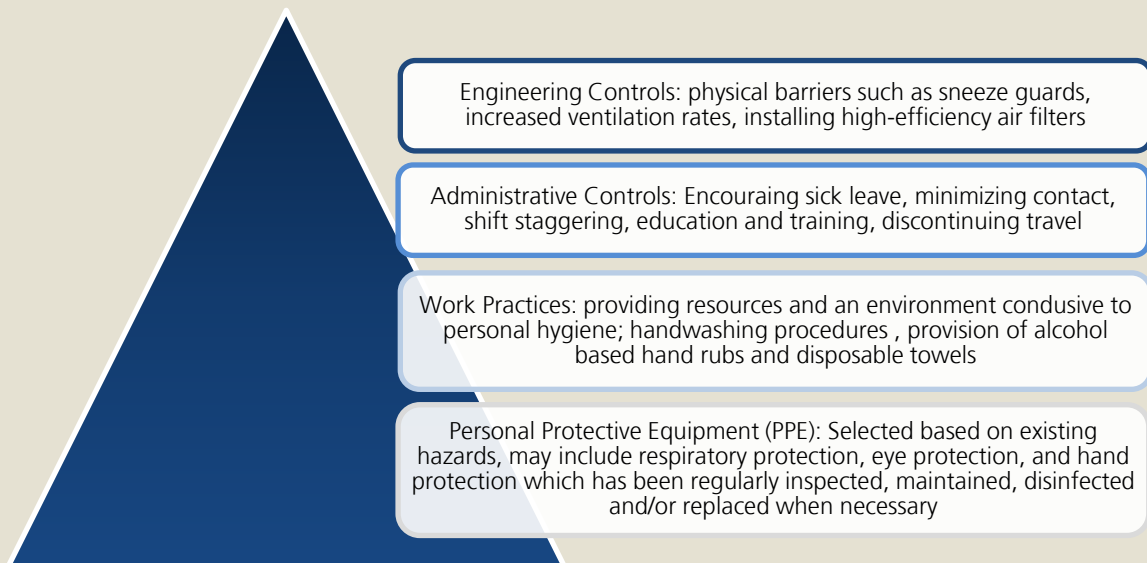 Engineering Controls: physical barriers such as sneeze guards,
increased ventilation rates, installing high-efficiency air filters
Administrative Controls: Encouraing sick leave, minimizing contact,
shift staggering, education and training, discontinuing travel
Work Practices: providing resources and an environment condusive to
personal hygiene; handwashing procedures , provision of alcohol
based hand rubs and disposable towels
Personal Protective Equipment (PPE): Selected based on existing
hazards, may include respiratory protection, eye protection, and hand
protection which has been regularly inspected, maintained, disinfected
and/or replaced when necessary